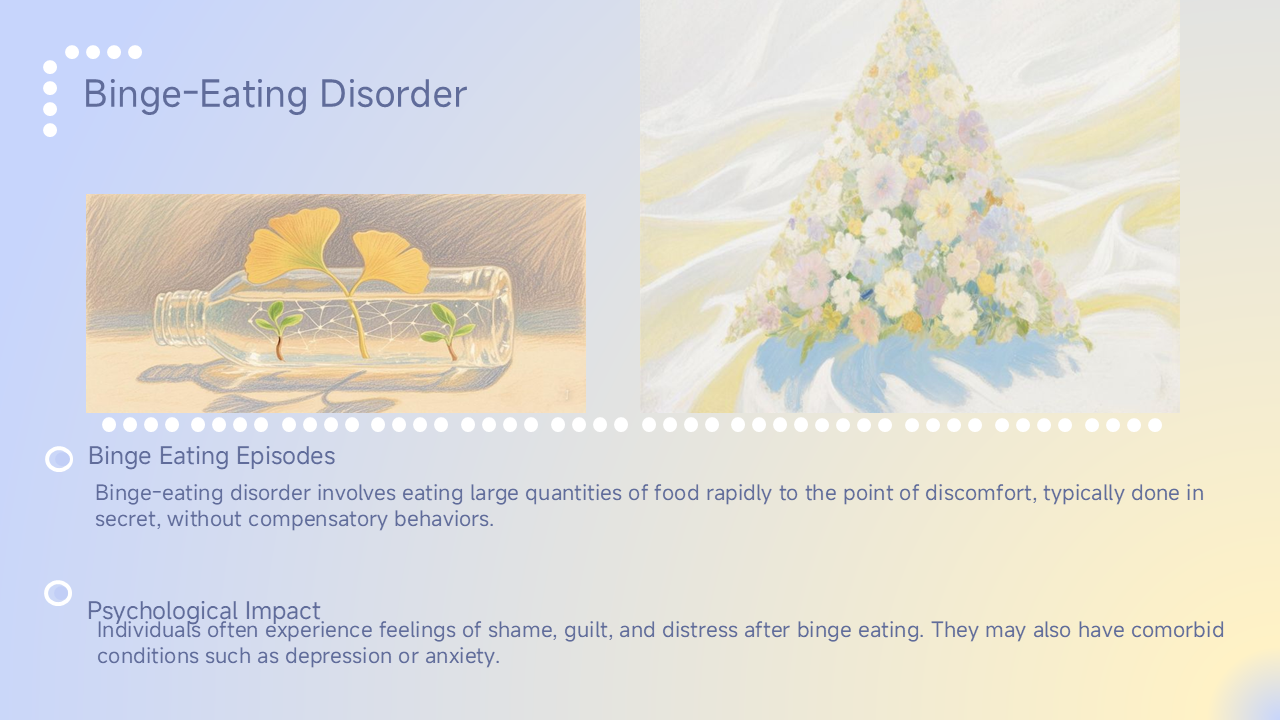 Binge-Eating Disorder
Binge Eating Episodes
Binge-eating disorder involves eating large quantities of food rapidly to the point of discomfort, typically done in
secret, without compensatory behaviors.
Psychological Impact
Individuals often experience feelings of shame, guilt, and distress after binge eating. They may also have comorbid
conditions such as depression or anxiety.